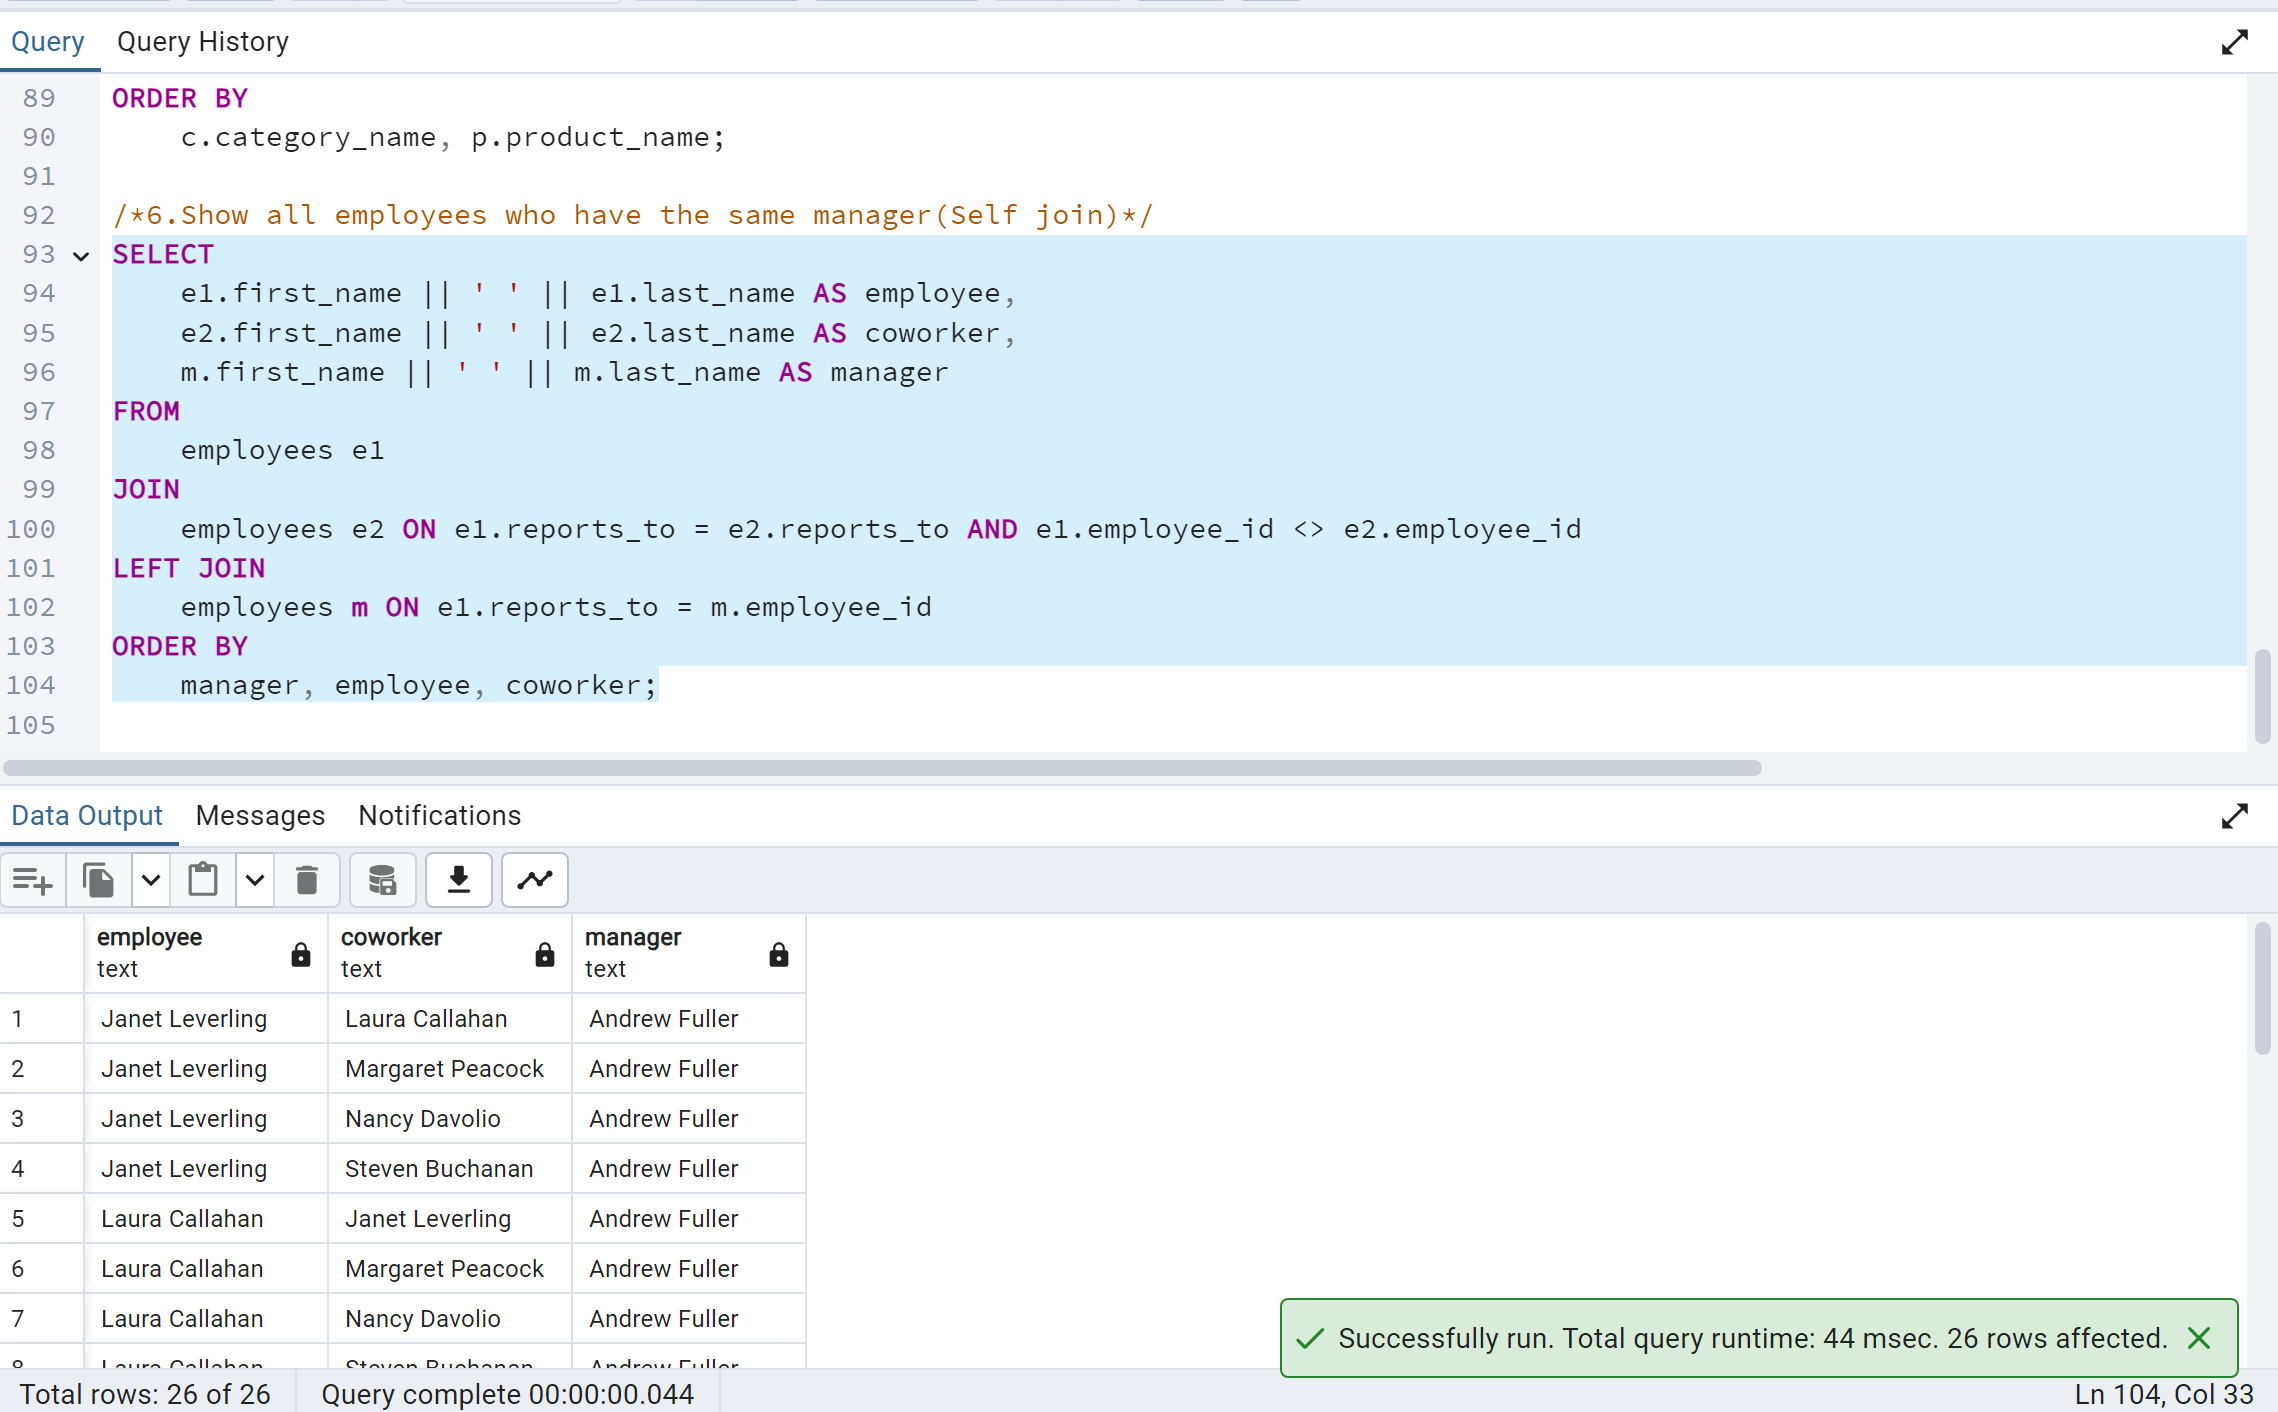 Query Query History
89 ORDER BY
90 c.category_name, p.product_name;
91
92 /*6.Show all employees who have the same manager(Self join)*/
93 SELECT
94 e1.first_name || ' ' || e1.last_name AS employee,
95 e2.first_name || ' ' || e2.last_name AS coworker,
96 m.first_name || ' ' || m.last_name AS manager
97 FROM
98 employees e1
99 JOIN
100 employees e2 ON e1.reports_to = e2.reports_to AND e1.employee_id <> e2.employee_id
101 LEFT JOIN
102 employees m ON e1.reports_to = m.employee_id
103 ORDER BY
104 manager, employee, coworker;
105
Data Output Messages Notifications
employee coworker manager
text text text
1 Janet Leverling Laura Callahan Andrew Fuller
2 Janet Leverling Margaret Peacock Andrew Fuller
3 Janet Leverling Nancy Davolio Andrew Fuller
4 Janet Leverling Steven Buchanan Andrew Fuller
5 Laura Callahan Janet Leverling Andrew Fuller
6 Laura Callahan Margaret Peacock Andrew Fuller
7 Laura Callahan Nancy Davolio Andrew Fuller
Successfully run. Total query runtime: 44 msec. 26 rows affected.
8 Laura Callahan Steven Buchanan Andrew Fuller
Total rows: 26 of 26 Query complete 00:00:00.044 Ln 104, Col 33